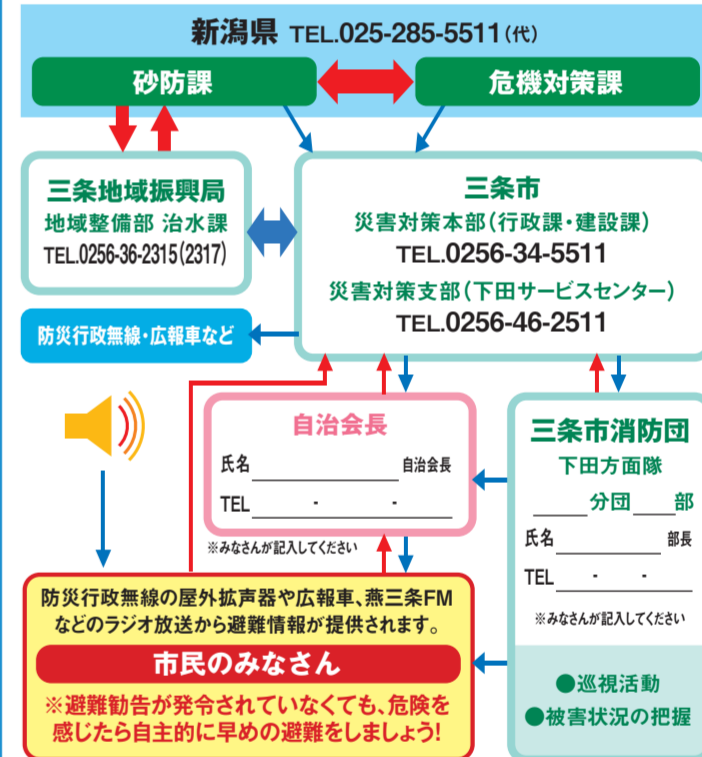 新潟県 TEL.025-285-5511(代)
砂防課
危機対策課
三条地域振興局
地域整備部 治水課
TEL.0256-36-2315(2317)
三条市
災害対策本部(行政課・建設課)
TEL.0256-34-5511
災害対策支部(下田サービスセンター)
TEL.0256-46-2511
防災行政無線・広報車など
自治会長
氏名 自治会長
TEL - -
※みなさんが記入してください
三条市消防団
下田方面隊
分団 部
氏名 部長
TEL - -
※みなさんが記入してください
●巡視活動
●被害状況の把握
防災行政無線の屋外拡声器や広報車、燕三条FM
などのラジオ放送から避難情報が提供されます。
市民のみなさん
※避難勧告が発令されていなくても、危険を
感じたら自主的に早めの避難をしましょう!